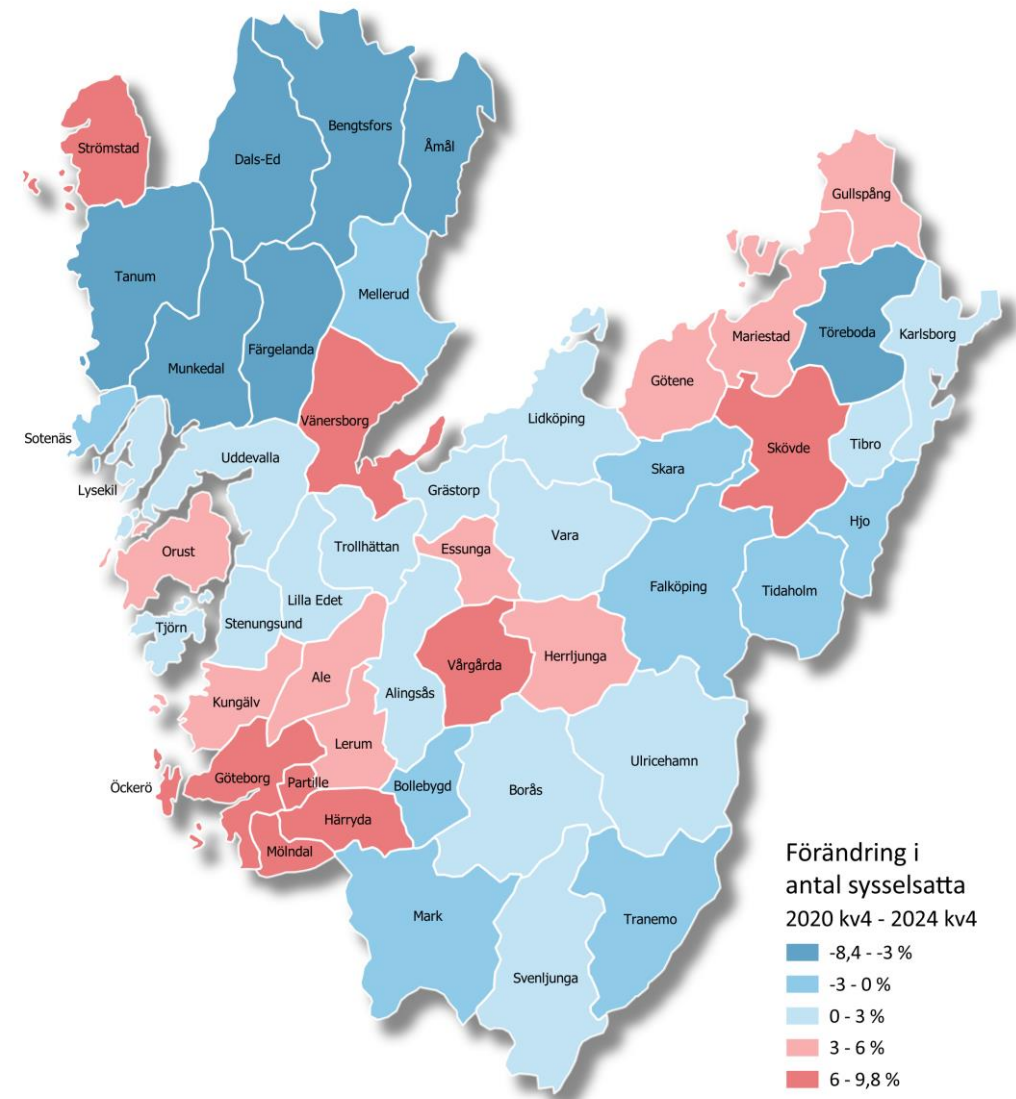 Strömstad
Dals-Ed
Bengtsfors
Åmål
Gullspång
Tanum
Mellerud
Mariestad
Töreboda
Karlsborg
Munkedal
Färgelanda
Götene
Vänersborg
Lidköping
Sotenäs
Uddevalla
Skara
Skövde
Tibro
Lysekil
Grästorp
Hjo
Orust
Trollhättan
Essunga
Vara
Falköping
Tidaholm
Tjörn
Stenungsund
Lilla Edet
Ale
Vårgårda
Herrljunga
Kungälv
Alingsås
Lerum
Ulricehamn
Öckerö
Göteborg
Partille
Bollebygd
Borås
Härryda
Mölndal
Mark
Tranemo
Svenljunga
Förändring i
antal sysselsatta
2020 kv4 - 2024 kv4
-8,4 - -3 %
-3 - 0 %
0 - 3 %
3 - 6 %
6 - 9,8 %